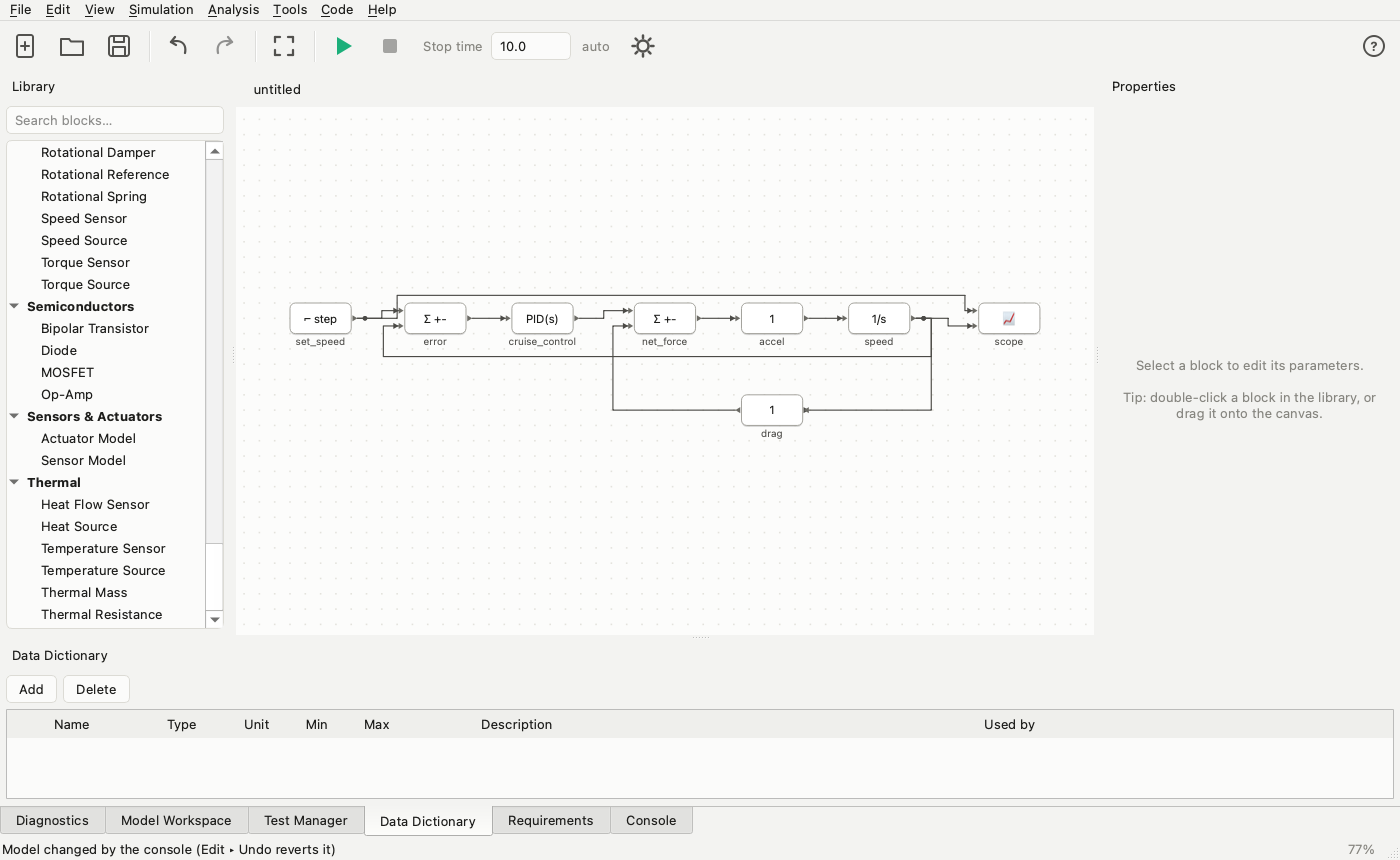 File Edit View Simulation Analysis Tools Code Help
Stop time 10.0 auto
Library
untitled
Properties
Search blocks...
Rotational Damper
Rotational Reference
Rotational Spring
Speed Sensor
Speed Source
Torque Sensor
Torque Source
Semiconductors
Bipolar Transistor
Diode
MOSFET
Op-Amp
Sensors & Actuators
Actuator Model
Sensor Model
Thermal
Heat Flow Sensor
Heat Source
Temperature Sensor
Temperature Source
Thermal Mass
Thermal Resistance
⌐ step Σ +- PID(s) Σ +- 1 1/s
set_speed error cruise_control net_force accel speed scope
1
drag
Select a block to edit its parameters.
Tip: double-click a block in the library, or
drag it onto the canvas.
Data Dictionary
Add Delete
Name Type Unit Min Max Description Used by
Diagnostics Model Workspace Test Manager Data Dictionary Requirements Console
Model changed by the console (Edit ▸ Undo reverts it) 77%